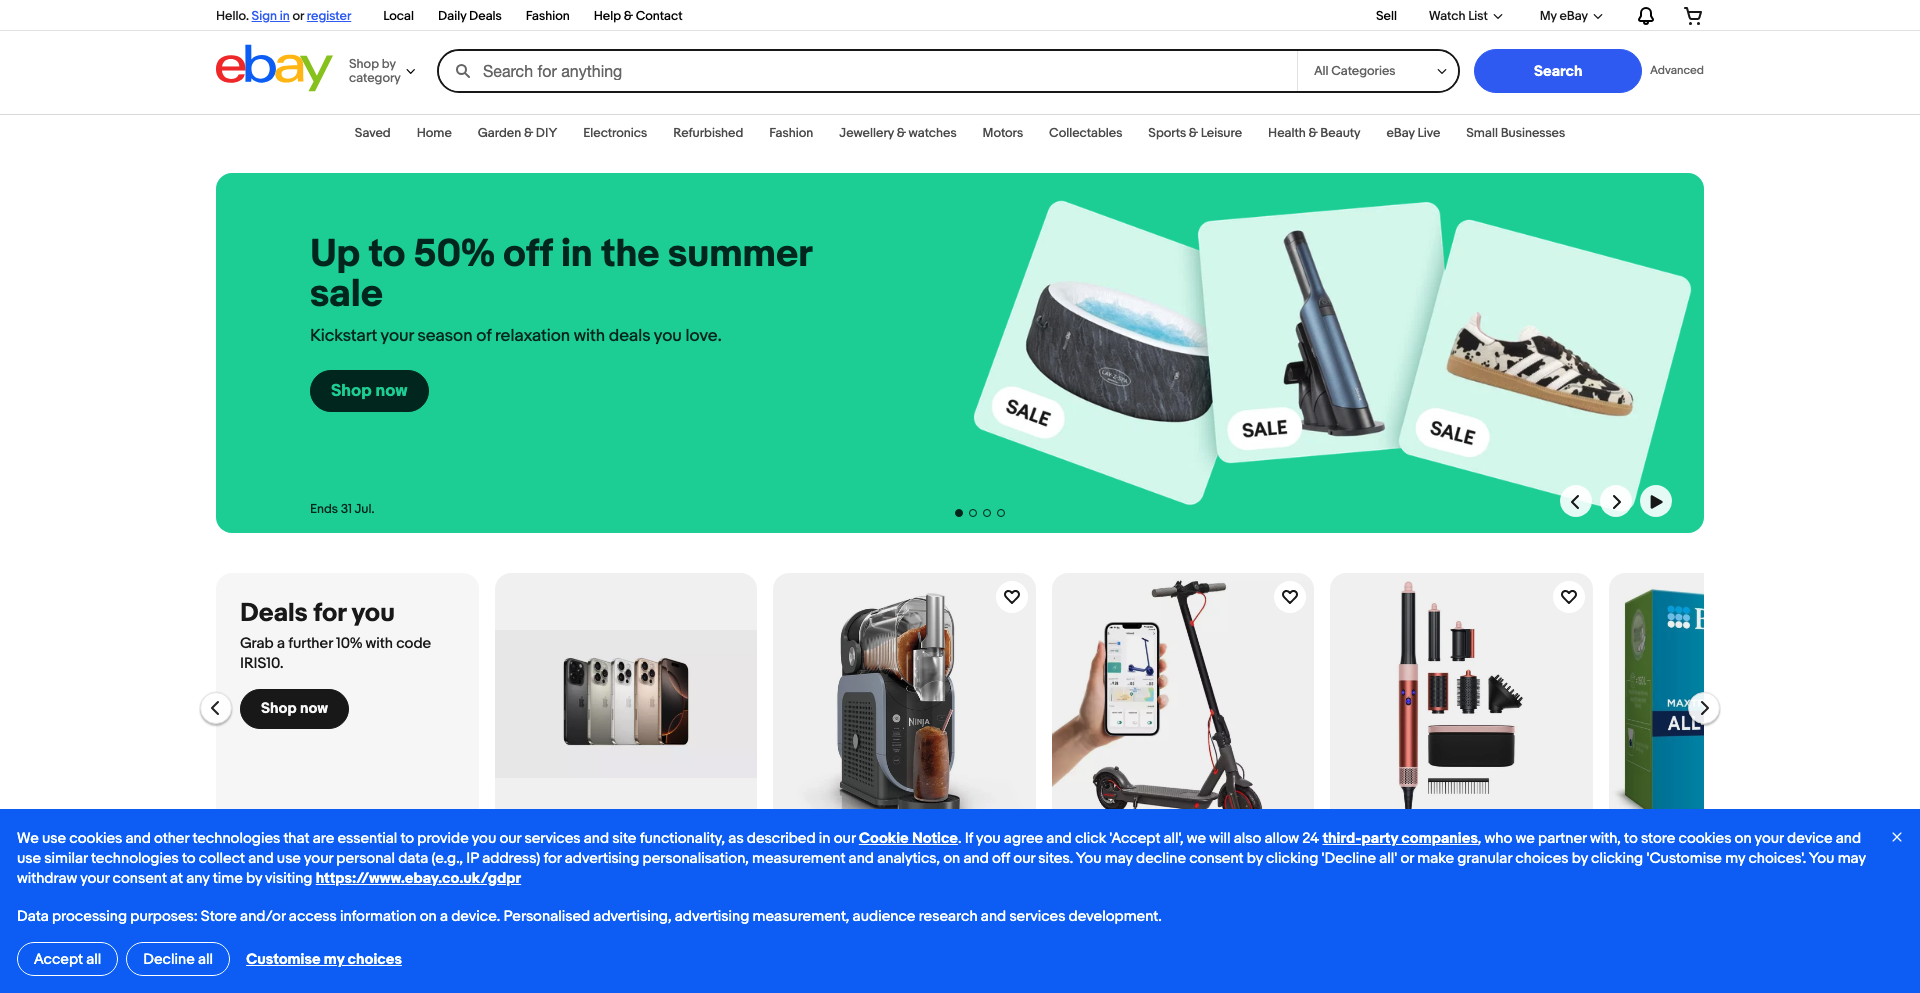 Hello. Sign in or register
Local
Daily Deals
Fashion
Help & Contact
Sell
Watch List
My eBay
ebay
Shop by
category
Search for anything
All Categories
Search
Advanced
Saved
Home
Garden & DIY
Electronics
Refurbished
Fashion
Jewellery & watches
Motors
Collectables
Sports & Leisure
Health & Beauty
eBay Live
Small Businesses
Up to 50% off in the summer
sale
Kickstart your season of relaxation with deals you love.
Shop now
Ends 31 Jul.
SALE
SALE
SALE
Deals for you
Grab a further 10% with code
IRIS10.
Shop now
NINJA
We use cookies and other technologies that are essential to provide you our services and site functionality, as described in our Cookie Notice. If you agree and click 'Accept all', we will also allow 24 third-party companies, who we partner with, to store cookies on your device and
use similar technologies to collect and use your personal data (e.g., IP address) for advertising personalisation, measurement and analytics, on and off our sites. You may decline consent by clicking 'Decline all' or make granular choices by clicking 'Customise my choices'. You may
withdraw your consent at any time by visiting https://www.ebay.co.uk/gdpr
Data processing purposes: Store and/or access information on a device. Personalised advertising, advertising measurement, audience research and services development.
Accept all
Decline all
Customise my choices